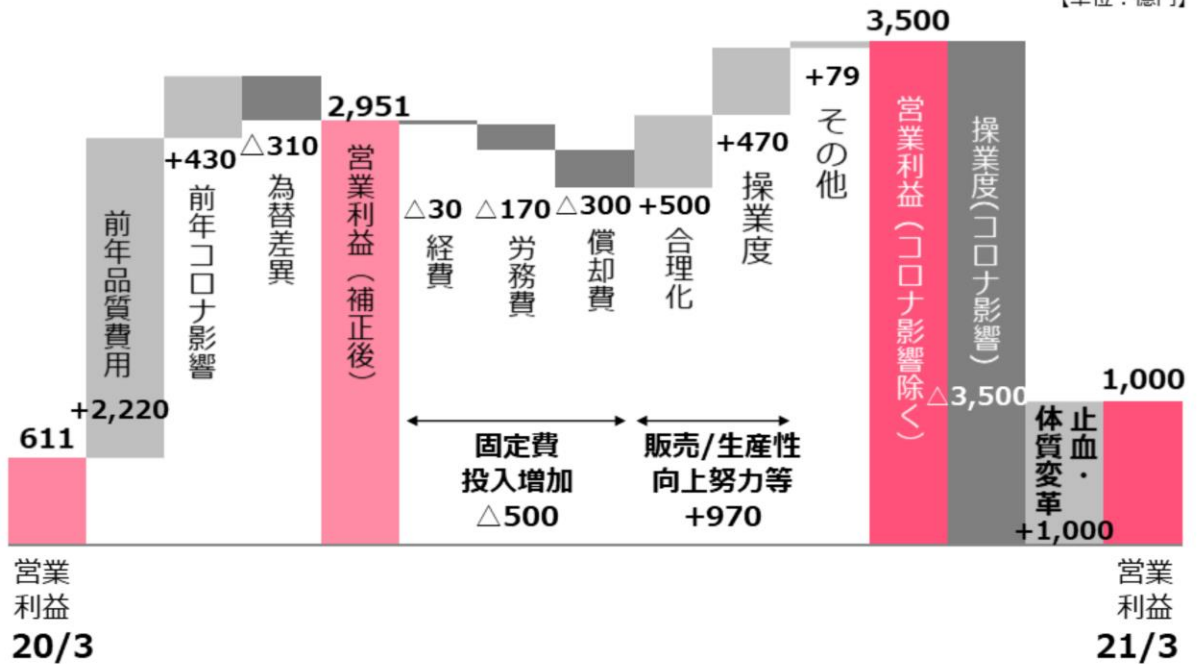 3,500
2,951
+79
その他
+430
△310
+470
操業度
前年品質費用
前年コロナ影響
為替差異
営業利益（補正後）
△30
△170
△300
+500
経費
労務費
償却費
合理化
営業利益（コロナ影響除く）
操業度（コロナ影響）
+2,220
△3,500
1,000
611
固定費
投入増加
△500
販売/生産性
向上努力等
+970
止血・
体質変革
+1,000
営業
利益
20/3
営業
利益
21/3